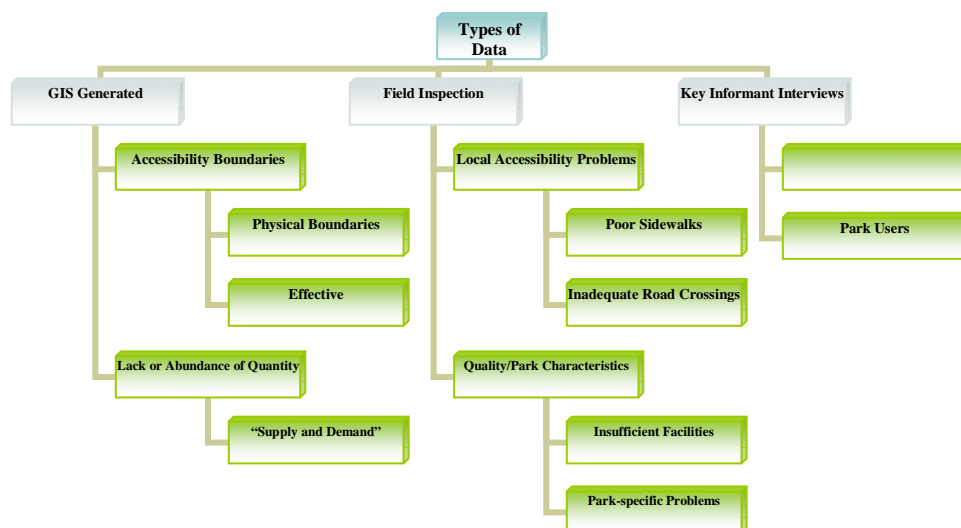 Types of
Data
GIS Generated
Field Inspection
Key Informant Interviews
Accessibility Boundaries
Local Accessibility Problems
Physical Boundaries
Poor Sidewalks
Park Users
Effective
Inadequate Road Crossings
Lack or Abundance of Quantity
Quality/Park Characteristics
“Supply and Demand”
Insufficient Facilities
Park-specific Problems